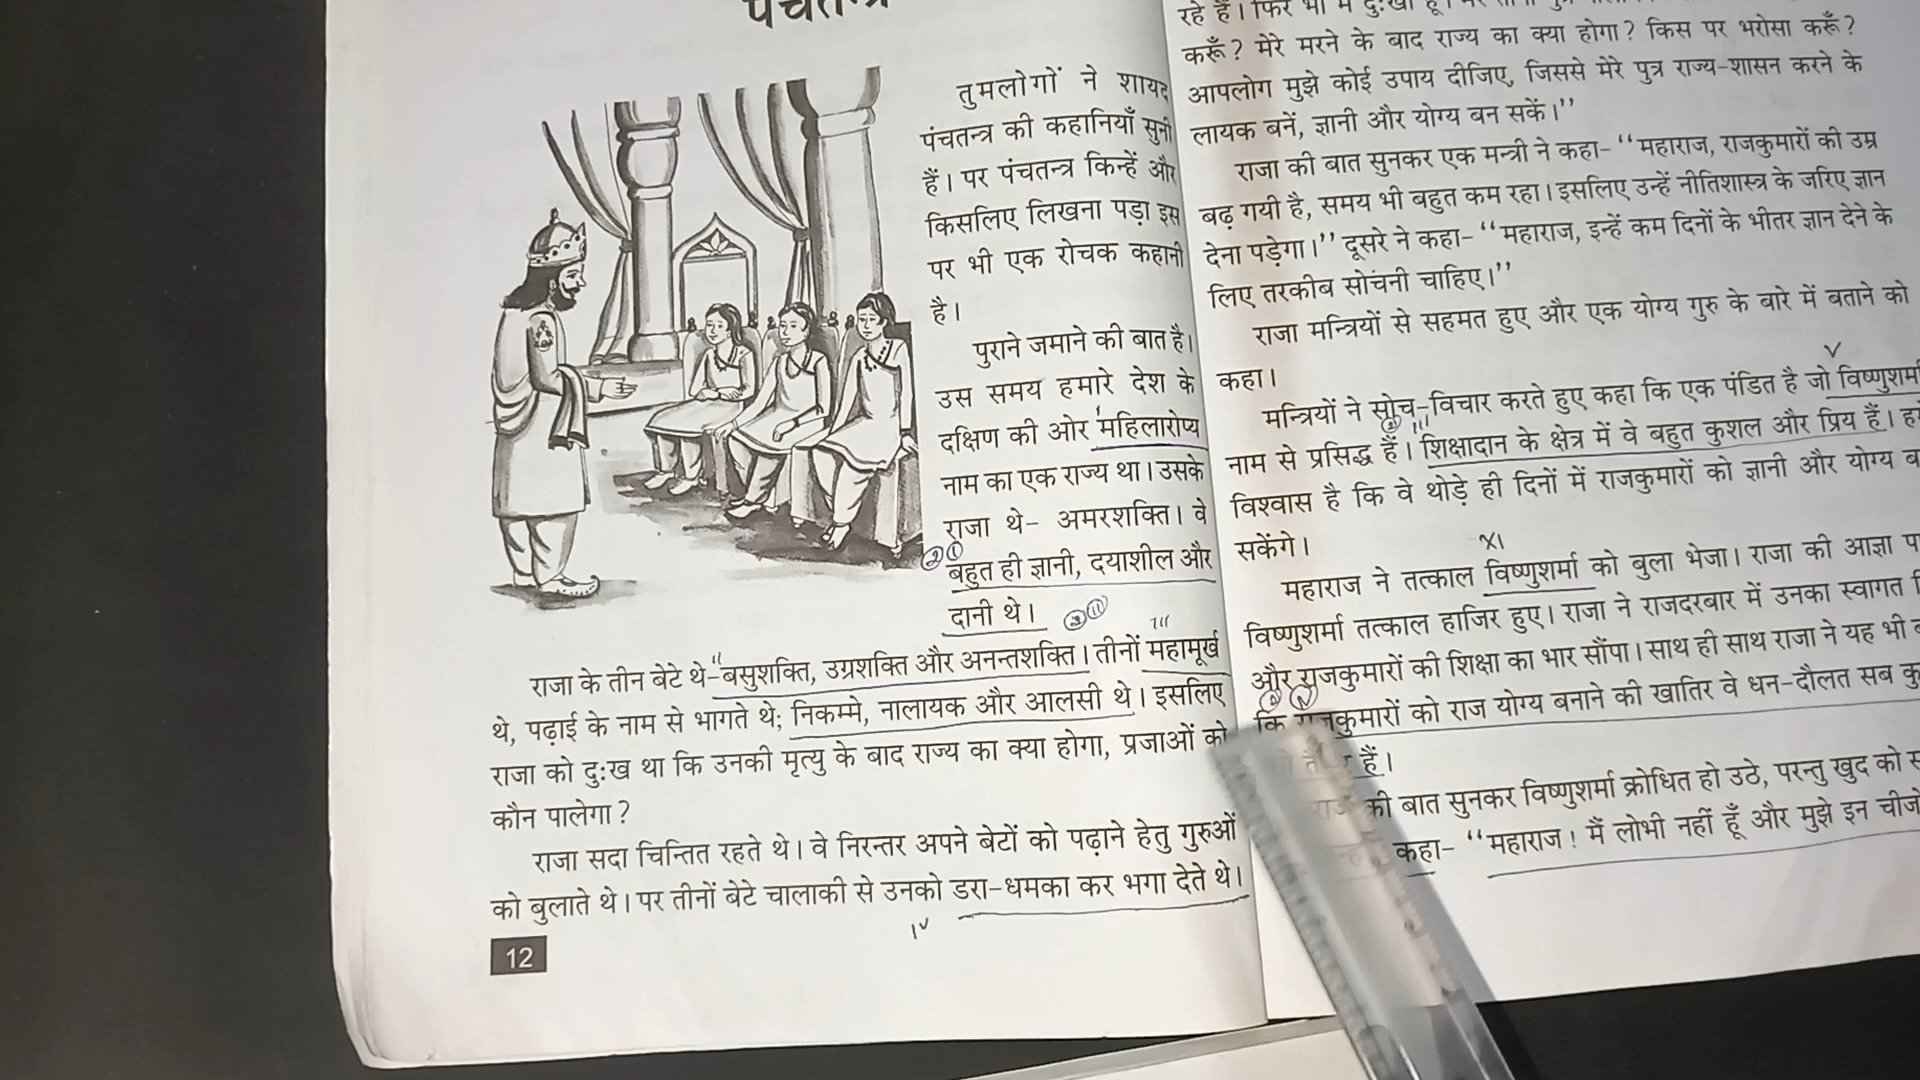 पंचतन्त्र
तुमलोगों ने शायद
पंचतन्त्र की कहानियाँ सुनी
हैं। पर पंचतन्त्र किन्हें और
किसलिए लिखना पड़ा इस
पर भी एक रोचक कहानी
है।
पुराने जमाने की बात है।
उस समय हमारे देश के
दक्षिण की ओर महिलारोप्य
नाम का एक राज्य था। उसके
राजा थे- अमरशक्ति। वे
बहुत ही ज्ञानी, दयाशील और
दानी थे।
राजा के तीन बेटे थे-बसुशक्ति, उग्रशक्ति और अनन्तशक्ति। तीनों महामूर्ख
थे, पढ़ाई के नाम से भागते थे; निकम्मे, नालायक और आलसी थे। इसलिए
राजा को दुःख था कि उनकी मृत्यु के बाद राज्य का क्या होगा, प्रजाओं को
कौन पालेगा?
राजा सदा चिन्तित रहते थे। वे निरन्तर अपने बेटों को पढ़ाने हेतु गुरुओं
को बुलाते थे। पर तीनों बेटे चालाकी से उनको डरा-धमका कर भगा देते थे।
IV
12
रहे हैं। फिर भी मैं दुःखी हूँ।
करूँ? मेरे मरने के बाद राज्य का क्या होगा? किस पर भरोसा करूँ?
आपलोग मुझे कोई उपाय दीजिए, जिससे मेरे पुत्र राज्य-शासन करने के
लायक बनें, ज्ञानी और योग्य बन सकें।''
राजा की बात सुनकर एक मन्त्री ने कहा- ''महाराज, राजकुमारों की उम्र
बढ़ गयी है, समय भी बहुत कम रहा। इसलिए उन्हें नीतिशास्त्र के जरिए ज्ञान
देना पड़ेगा।'' दूसरे ने कहा- ''महाराज, इन्हें कम दिनों के भीतर ज्ञान देने के
लिए तरकीब सोचनी चाहिए।''
राजा मन्त्रियों से सहमत हुए और एक योग्य गुरु के बारे में बताने को
कहा।
V
मन्त्रियों ने सोच-विचार करते हुए कहा कि एक पंडित है जो विष्णुशर्मा
नाम से प्रसिद्ध हैं। शिक्षादान के क्षेत्र में वे बहुत कुशल और प्रिय हैं।
विश्वास है कि वे थोड़े ही दिनों में राजकुमारों को ज्ञानी और योग्य
सकेंगे।
XI
महाराज ने तत्काल विष्णुशर्मा को बुला भेजा। राजा की आज्ञा
विष्णुशर्मा तत्काल हाजिर हुए। राजा ने राजदरबार में उनका स्वागत
और राजकुमारों की शिक्षा का भार सौंपा। साथ ही साथ राजा ने यह भी
कि राजकुमारों को राज योग्य बनाने की खातिर वे धन-दौलत सब
हैं।
की बात सुनकर विष्णुशर्मा क्रोधित हो उठे, परन्तु खुद को
कहा- ''महाराज! मैं लोभी नहीं हूँ और मुझे इन